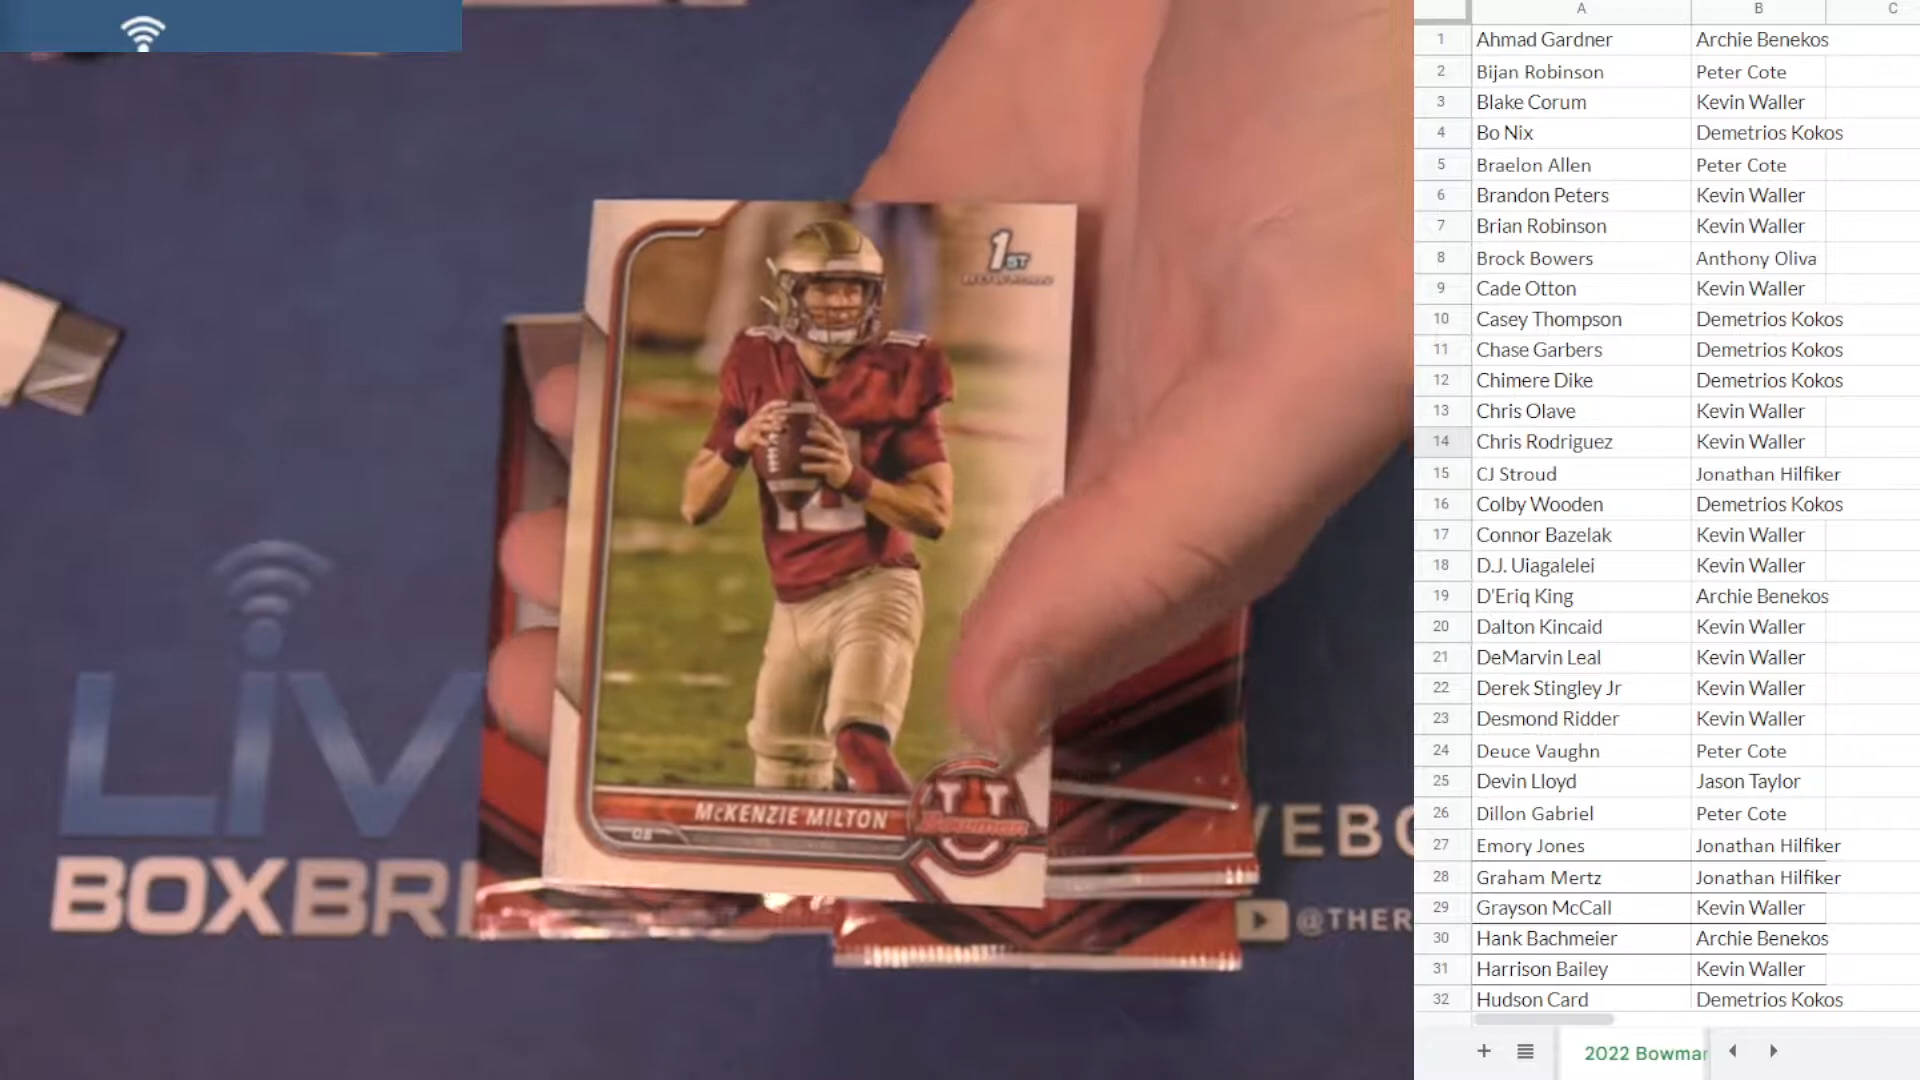 1ST
BOWMAN
McKENZIE MILTON
QB
Bowman
U
LIV
BOXBR
VEBO
@THER
A B C
1 Ahmad Gardner Archie Benekos
2 Bijan Robinson Peter Cote
3 Blake Corum Kevin Waller
4 Bo Nix Demetrios Kokos
5 Braelon Allen Peter Cote
6 Brandon Peters Kevin Waller
7 Brian Robinson Kevin Waller
8 Brock Bowers Anthony Oliva
9 Cade Otton Kevin Waller
10 Casey Thompson Demetrios Kokos
11 Chase Garbers Demetrios Kokos
12 Chimere Dike Demetrios Kokos
13 Chris Olave Kevin Waller
14 Chris Rodriguez Kevin Waller
15 CJ Stroud Jonathan Hilfiker
16 Colby Wooden Demetrios Kokos
17 Connor Bazelak Kevin Waller
18 D.J. Uiagalelei Kevin Waller
19 D'Eriq King Archie Benekos
20 Dalton Kincaid Kevin Waller
21 DeMarvin Leal Kevin Waller
22 Derek Stingley Jr Kevin Waller
23 Desmond Ridder Kevin Waller
24 Deuce Vaughn Peter Cote
25 Devin Lloyd Jason Taylor
26 Dillon Gabriel Peter Cote
27 Emory Jones Jonathan Hilfiker
28 Graham Mertz Jonathan Hilfiker
29 Grayson McCall Kevin Waller
30 Hank Bachmeier Archie Benekos
31 Harrison Bailey Kevin Waller
32 Hudson Card Demetrios Kokos
2022 Bowmar